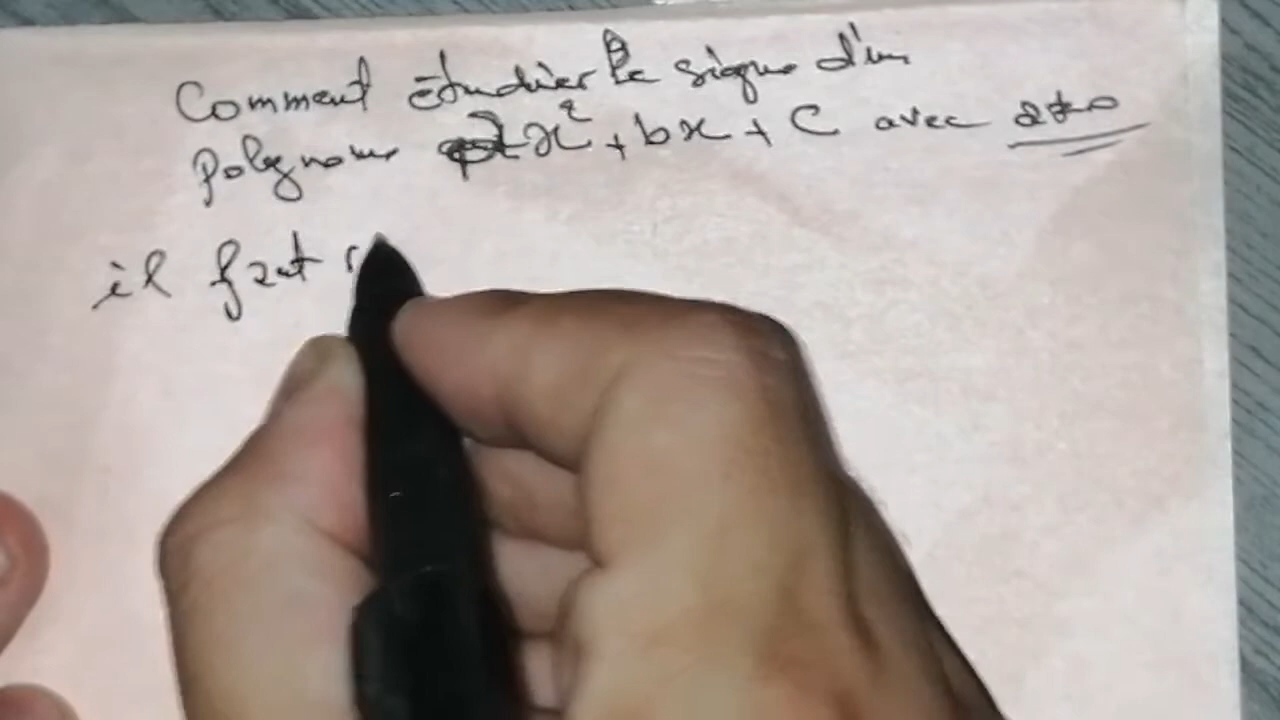 Comment étudier le signe d'un
polynome ax² + bx + c avec a≠0
il faut